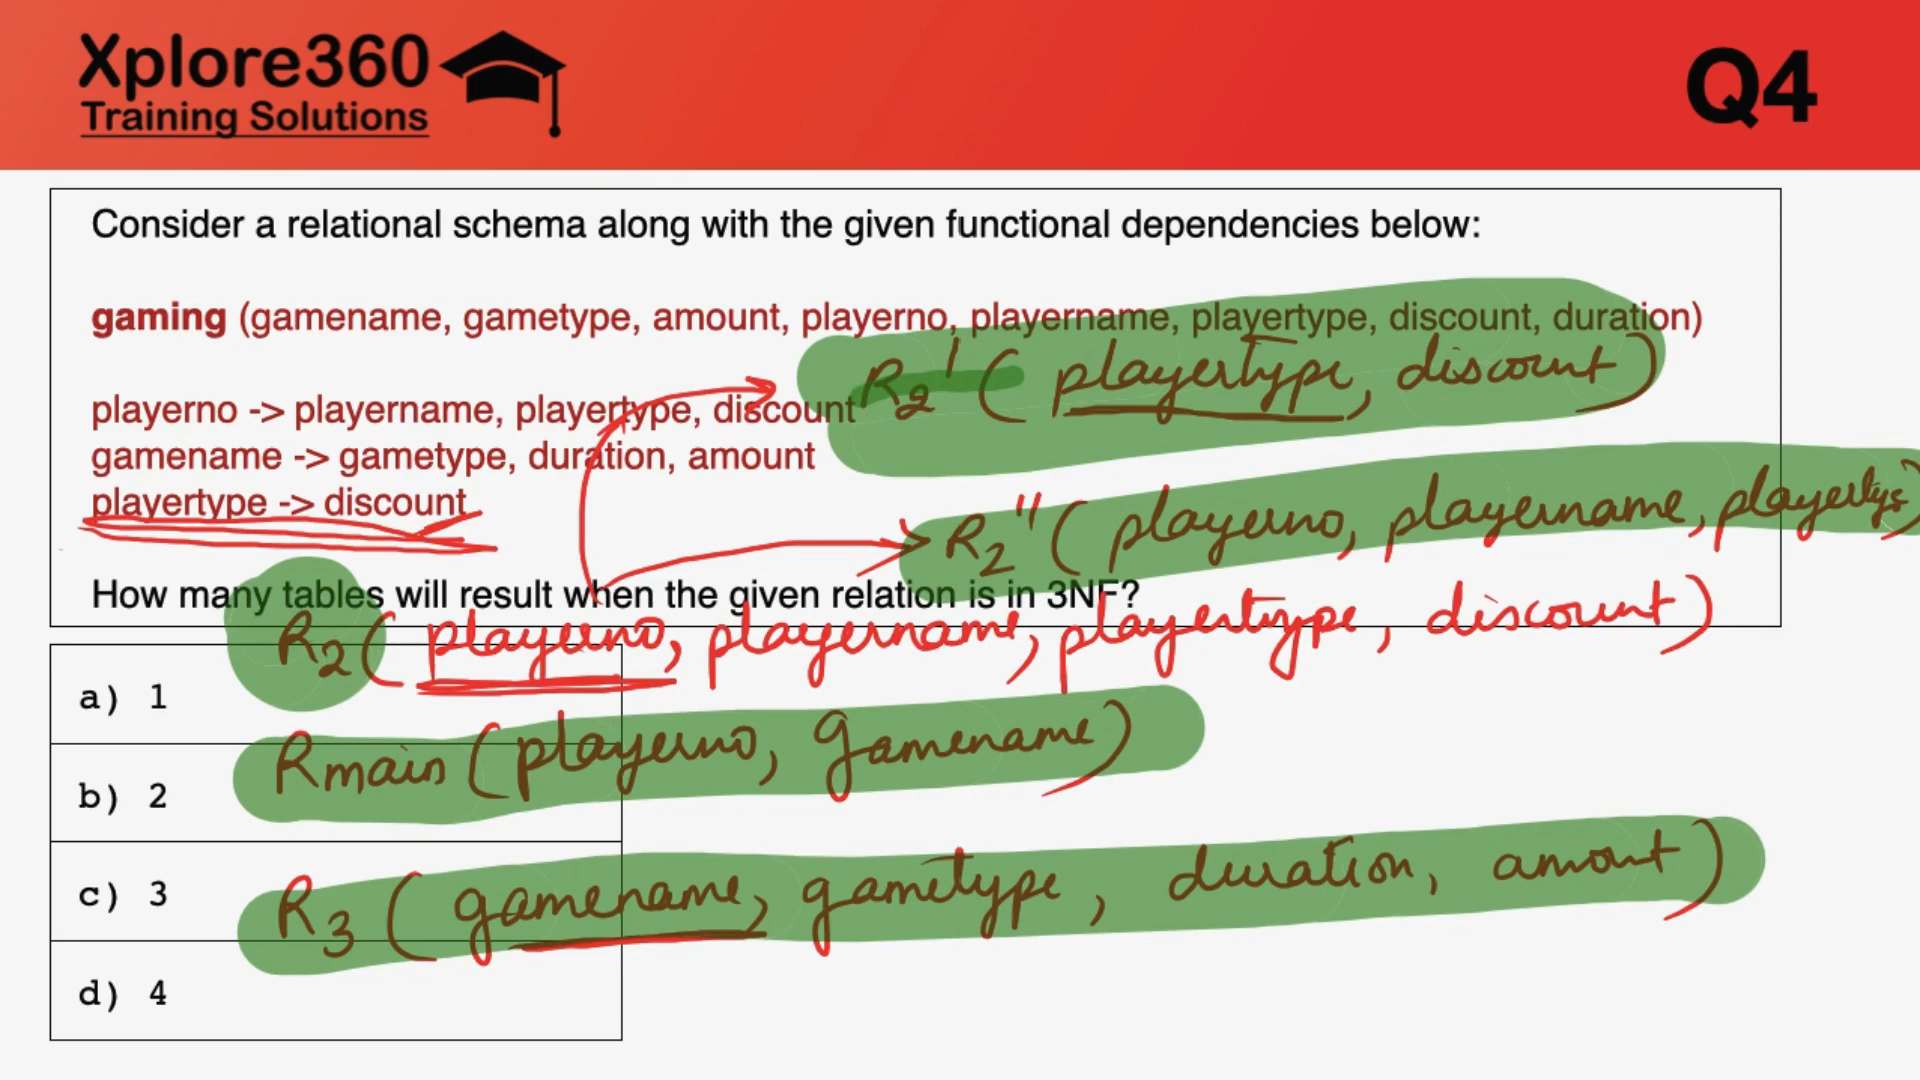 Xplore360
Training Solutions
Q4
Consider a relational schema along with the given functional dependencies below:
gaming (gamename, gametype, amount, playerno, playername, playertype, discount, duration)
R2' ( playertype, discount )
playerno -> playername, playertype, discount
gamename -> gametype, duration, amount
playertype -> discount
R2'' ( playerno, playername, playertype )
How many tables will result when the given relation is in 3NF?
R2 ( playerno, playername, playertype, discount )
a) 1
Rmain ( playerno, Gamename )
b) 2
c) 3
R3 ( gamename, gametype, duration, amount )
d) 4